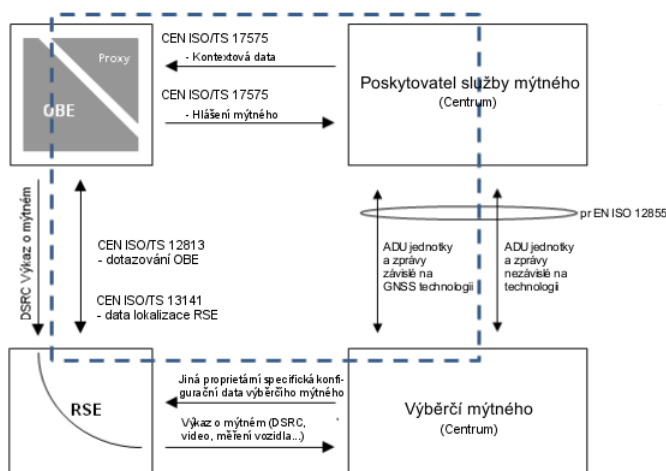 CEN ISO/TS 17575
- Kontextová data
Proxy
OBE
CEN ISO/TS 17575
- Hlášení mýtného
Poskytovatel služby mýtného
(Centrum)
DSRC Výkaz o mýtném
CEN ISO/TS 12813
- dotazování OBE
CEN ISO/TS 13141
- data lokalizace RSE
pr EN ISO 12855
ADU jednotky
a zprávy
závislé na
GNSS technologii
ADU jednotky
a zprávy
nezávislé na
technologii
RSE
Jiná proprietární specifická konfi-
gurační data výběrčího mýtného
Výkaz o mýtném (DSRC,
video, měření vozidla...)
Výběrčí mýtného
(Centrum)